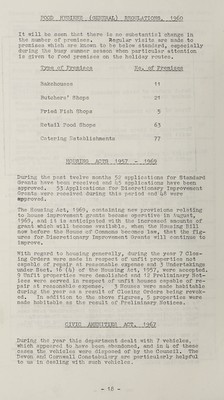 FOOD HYGIENE (GENERAL) REGULATIONS, 1960
It will be seen that there is no substantial change in
the number of premises. Regular visits are made to
premises which are known to be below standard, especially
during the busy summer season when particular attention
is given to food premises on the holiday routes.
Type of Premises No. of Premises
Bakehouses 11
Butchers' Shops 21
Fried Fish Shops 8
Retail Food Shops 63
Catering Establishments 77
HOUSING ACTS 1957 - 1969
During the past twelve months 52 applications for Standard
Grants have been received and 45 applications have been
approved. 53 Applications for Discretionary Improvement
Grants were received during this period and 48 were
approved.
The Housing Act, 1969, containing new provisions relating
to house improvement grants became operative in August,
1969, and it is anticipated with the increased amounts of
grant which will become available, when the Housing Bill
now before the House of Commons becomes law, that the fig-
ures for Discretionary Improvement Grants will continue to
improve.
With regard to housing generally, during the year 7 Clos-
ing Orders were made in respect of unfit properties not
capable of repair at reasonable expense and 3 Undertakings
under Sect. 16 (4) of the Housing Act, 1957, were accepted.
9 Unfit properties were demolished and 12 Preliminary Not-
ices were served in respect of unfit houses capable of re-
pair at reasonable expense. 3 Houses were made habitable
during the year as a result of Closing Orders being revok-
ed. In addition to the above figures, 5 properties were
made habitable as the result of Preliminary Notices.
CIVIC AMENITIES ACT, 1967
During the year this department dealt with 7 vehicles,
which appeared to have been abandoned, and in 4 of these
cases the vehicles were disposed of by the Council. The
Devon and Cornwall Constabulary are particularly helpful
to us in dealing with such vehicles.
- 18 -